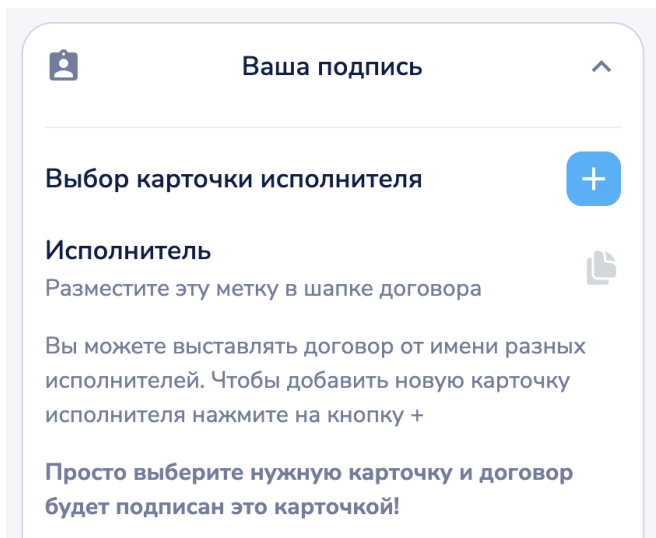 Ваша подпись
Выбор карточки исполнителя
Исполнитель
Разместите эту метку в шапке договора
Вы можете выставлять договор от имени разных
исполнителей. Чтобы добавить новую карточку
исполнителя нажмите на кнопку +
Просто выберите нужную карточку и договор
будет подписан это карточкой!